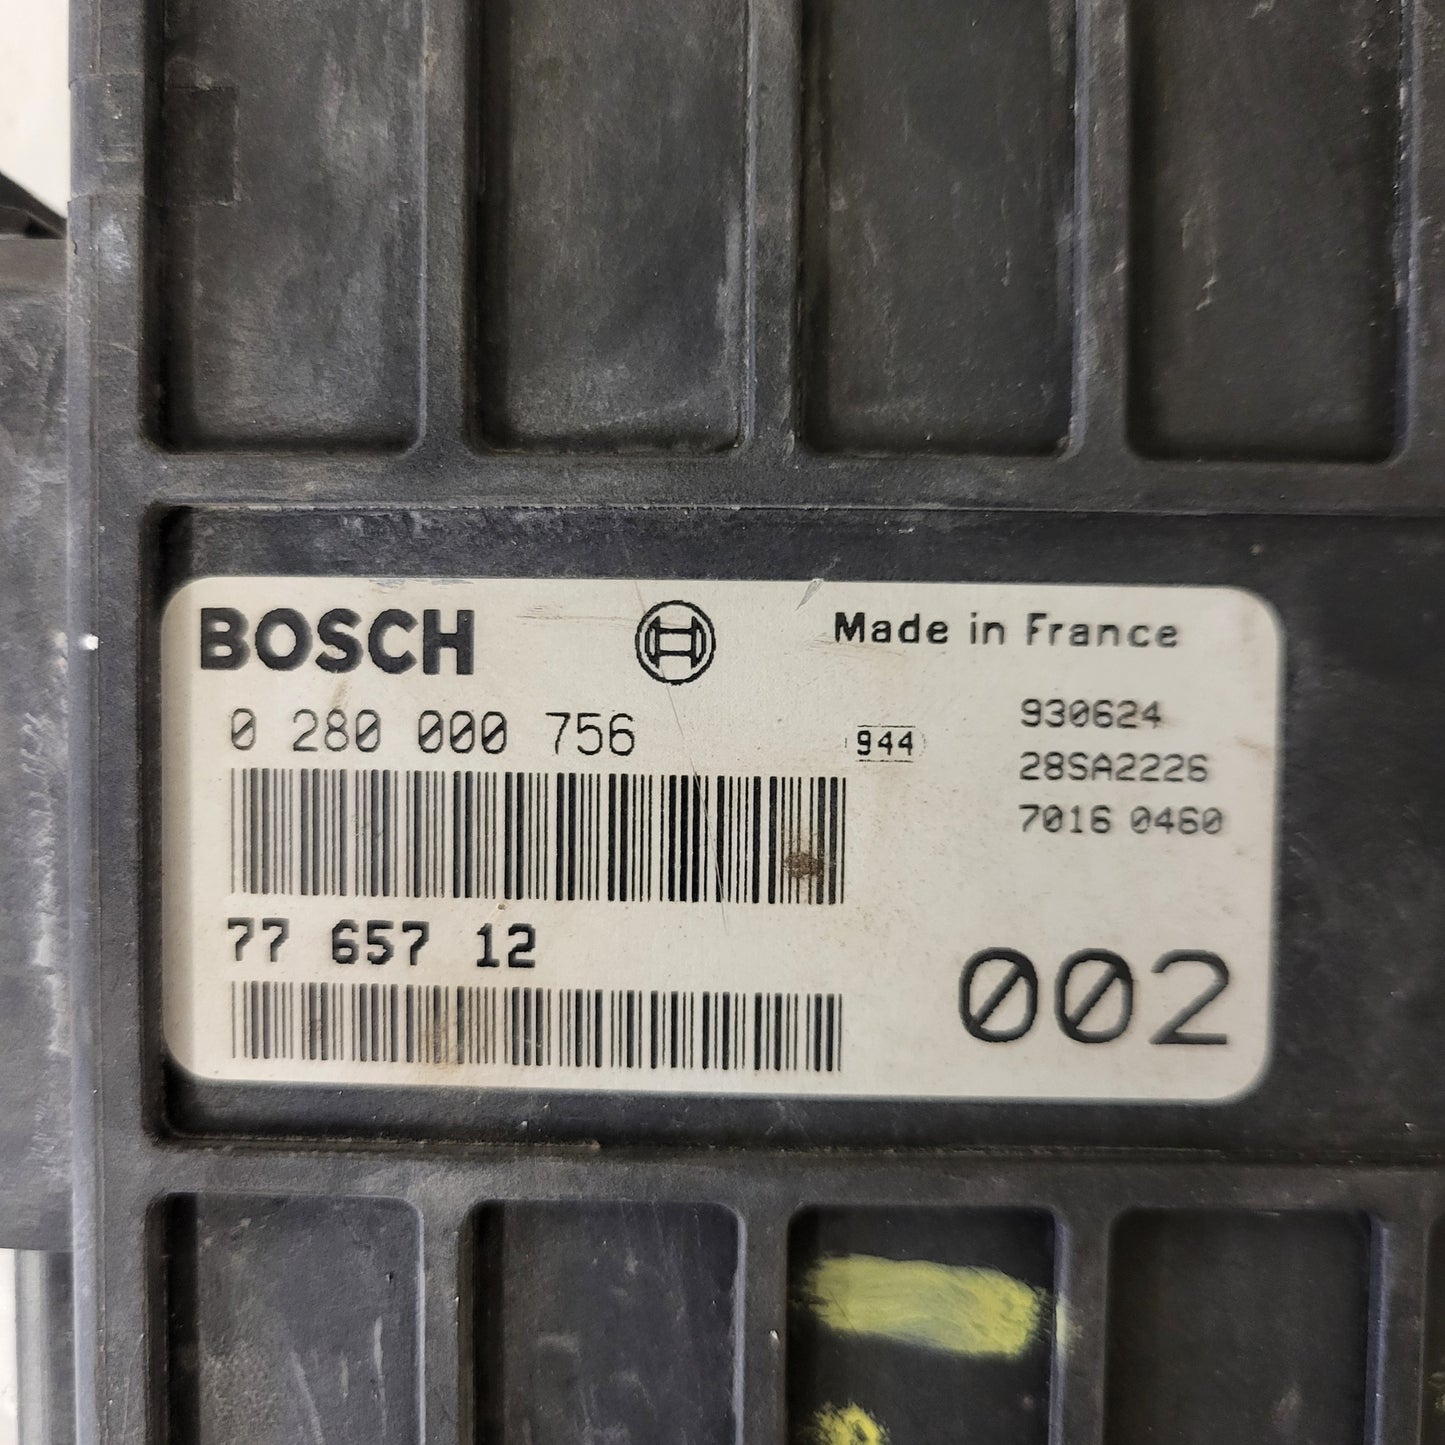 BOSCH
Made in France
0 280 000 756
944
930624
28SA2226
7016 0460
77 657 12
002